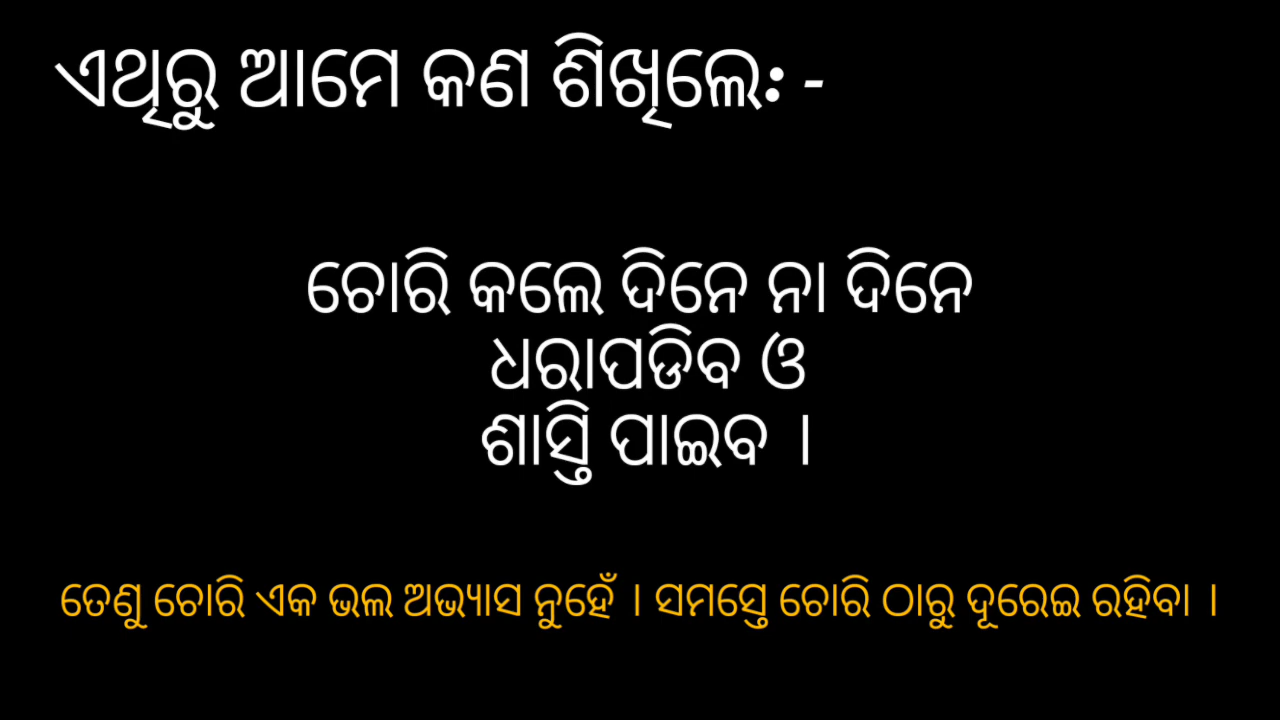 ଏଥିରୁ ଆମେ କଣ ଶିଖିଲେ: -
ଚୋରି କଲେ ଦିନେ ନା ଦିନେ
ଧରାପଡିବ ଓ
ଶାସ୍ତି ପାଇବ ।
ତେଣୁ ଚୋରି ଏକ ଭଲ ଅଭ୍ୟାସ ନୁହେଁ । ସମସ୍ତେ ଚୋରି ଠାରୁ ଦୂରେଇ ରହିବା ।